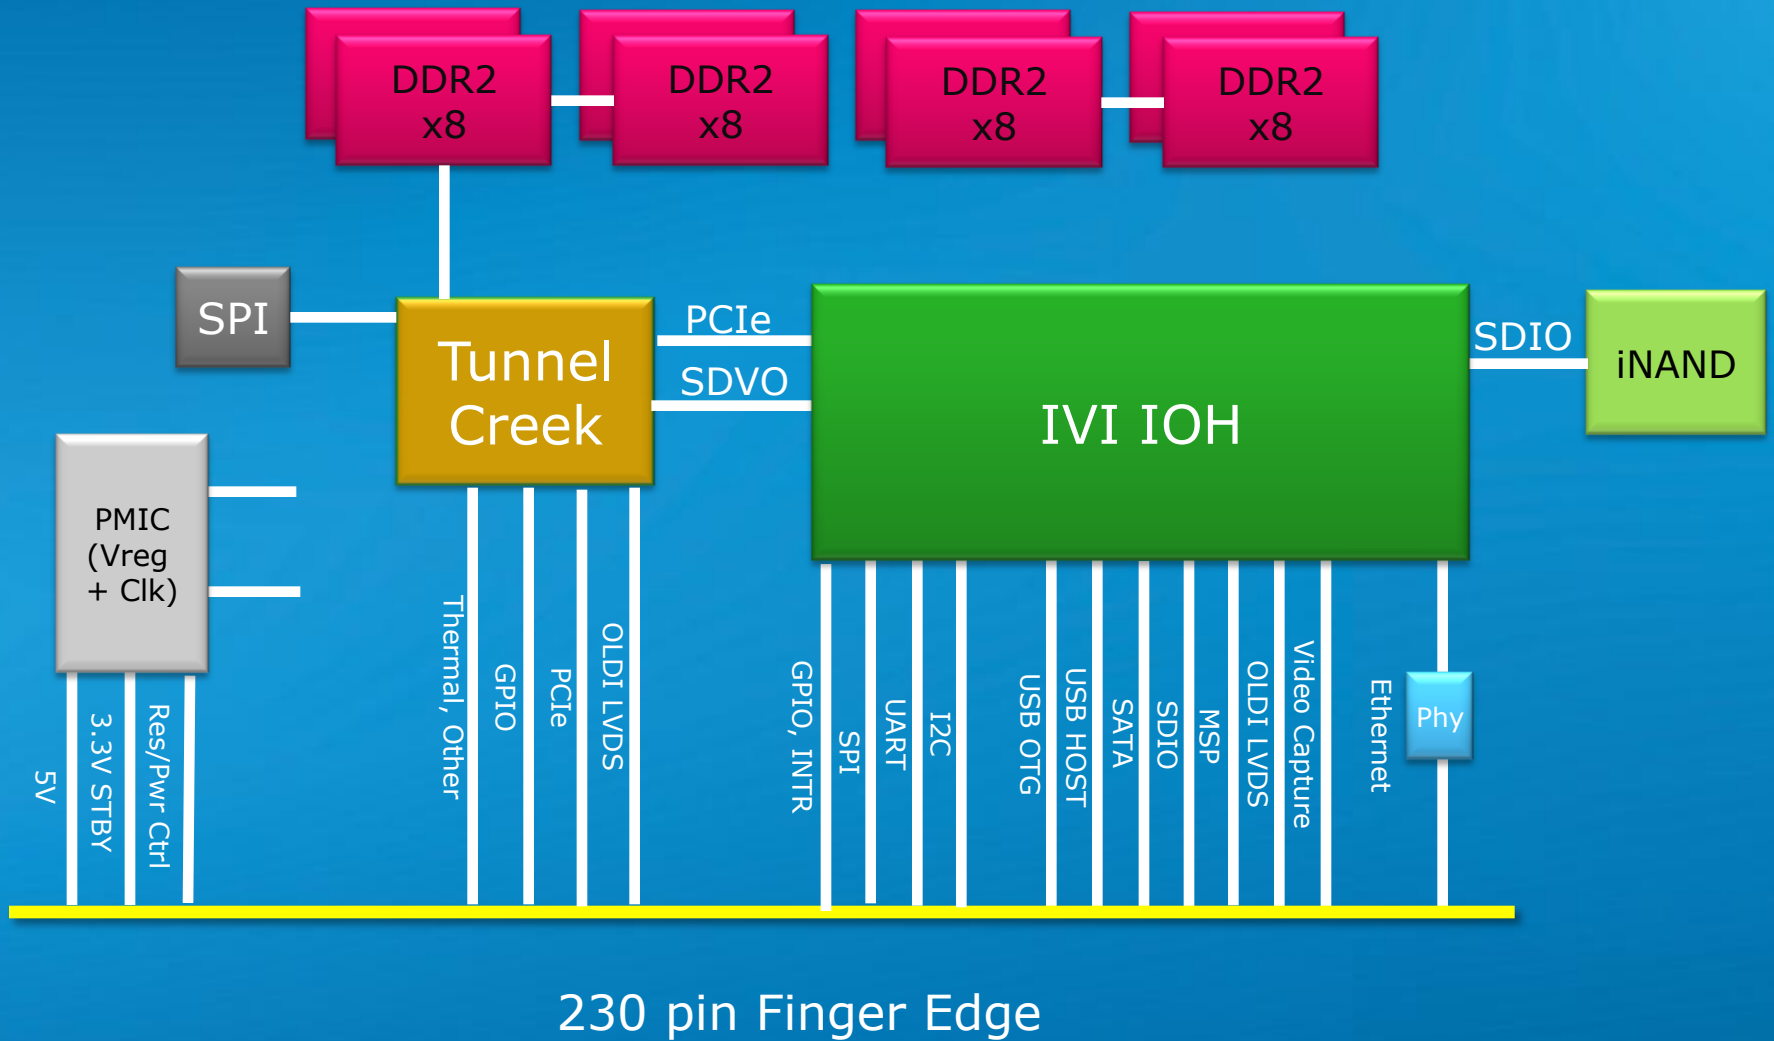 DDR2
x8
DDR2
x8
DDR2
x8
DDR2
x8
SPI
Tunnel
Creek
PCIe
SDVO
IVI IOH
SDIO
iNAND
PMIC
(Vreg
+ Clk)
5V
3.3V STBY
Res/Pwr Ctrl
Thermal, Other
GPIO
PCIe
OLDI LVDS
GPIO, INTR
SPI
UART
I2C
USB OTG
USB HOST
SATA
SDIO
MSP
OLDI LVDS
Video Capture
Ethernet
Phy
230 pin Finger Edge